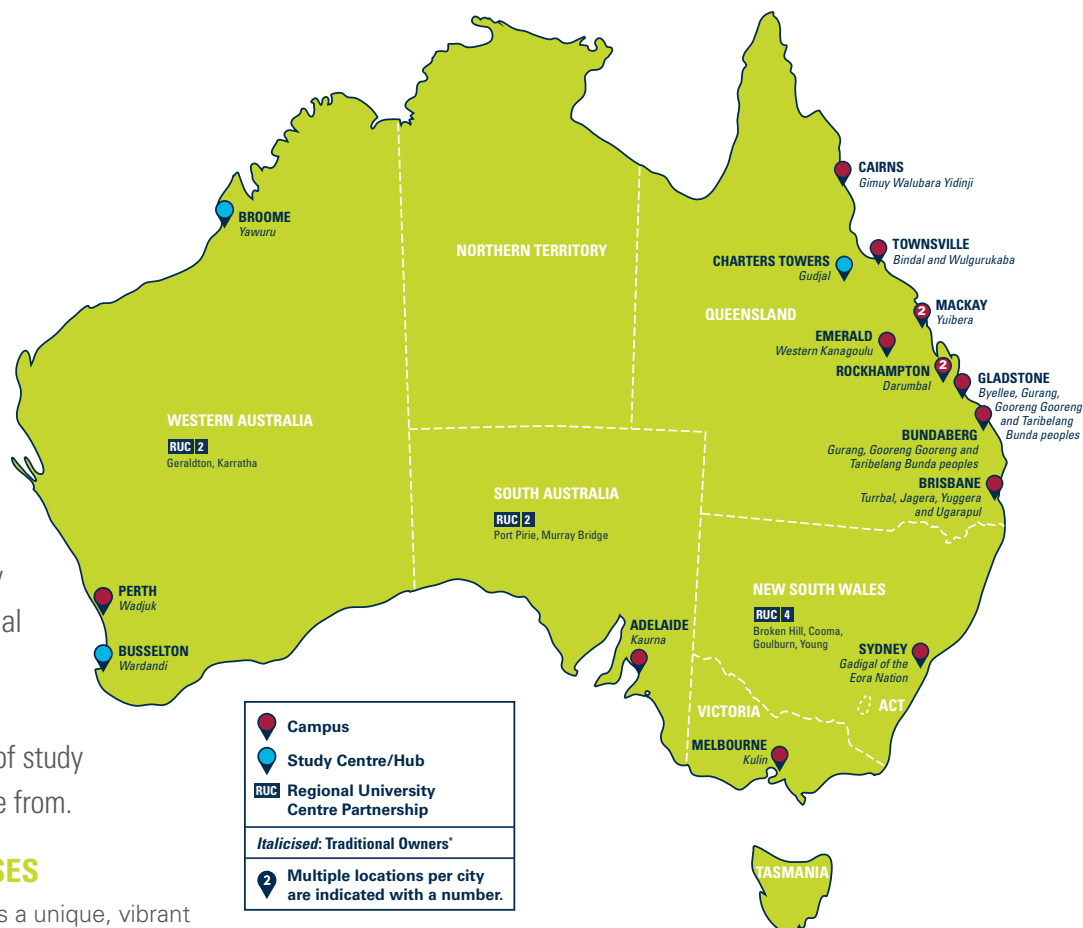 CAIRNS
Gimuy Walubara Yidinji
BROOME
Yawuru
TOWNSVILLE
Bindal and Wulgurukaba
NORTHERN TERRITORY
CHARTERS TOWERS
Gudjal
QUEENSLAND
2
MACKAY
Yuibera
EMERALD
Western Kanagoulu
ROCKHAMPTON
Darumbal
2
GLADSTONE
Byellee, Gurang,
Gooreng Gooreng
and Taribelang
Bunda peoples
WESTERN AUSTRALIA
RUC 2
Geraldton, Karratha
BUNDABERG
Gurang, Gooreng Gooreng and
Taribelang Bunda peoples
BRISBANE
Turrbal, Jagera, Yuggera
and Ugarapul
SOUTH AUSTRALIA
RUC 2
Port Pirie, Murray Bridge
NEW SOUTH WALES
RUC 4
Broken Hill, Cooma,
Goulburn, Young
PERTH
Wadjuk
BUSSELTON
Wardandi
ADELAIDE
Kaurna
SYDNEY
Gadigal of the
Eora Nation
ACT
VICTORIA
MELBOURNE
Kulin
TASMANIA
Campus
Study Centre/Hub
RUC Regional University
Centre Partnership
Italicised: Traditional Owners*
2 Multiple locations per city
are indicated with a number.
al
of study
e from.
SES
s a unique, vibrant